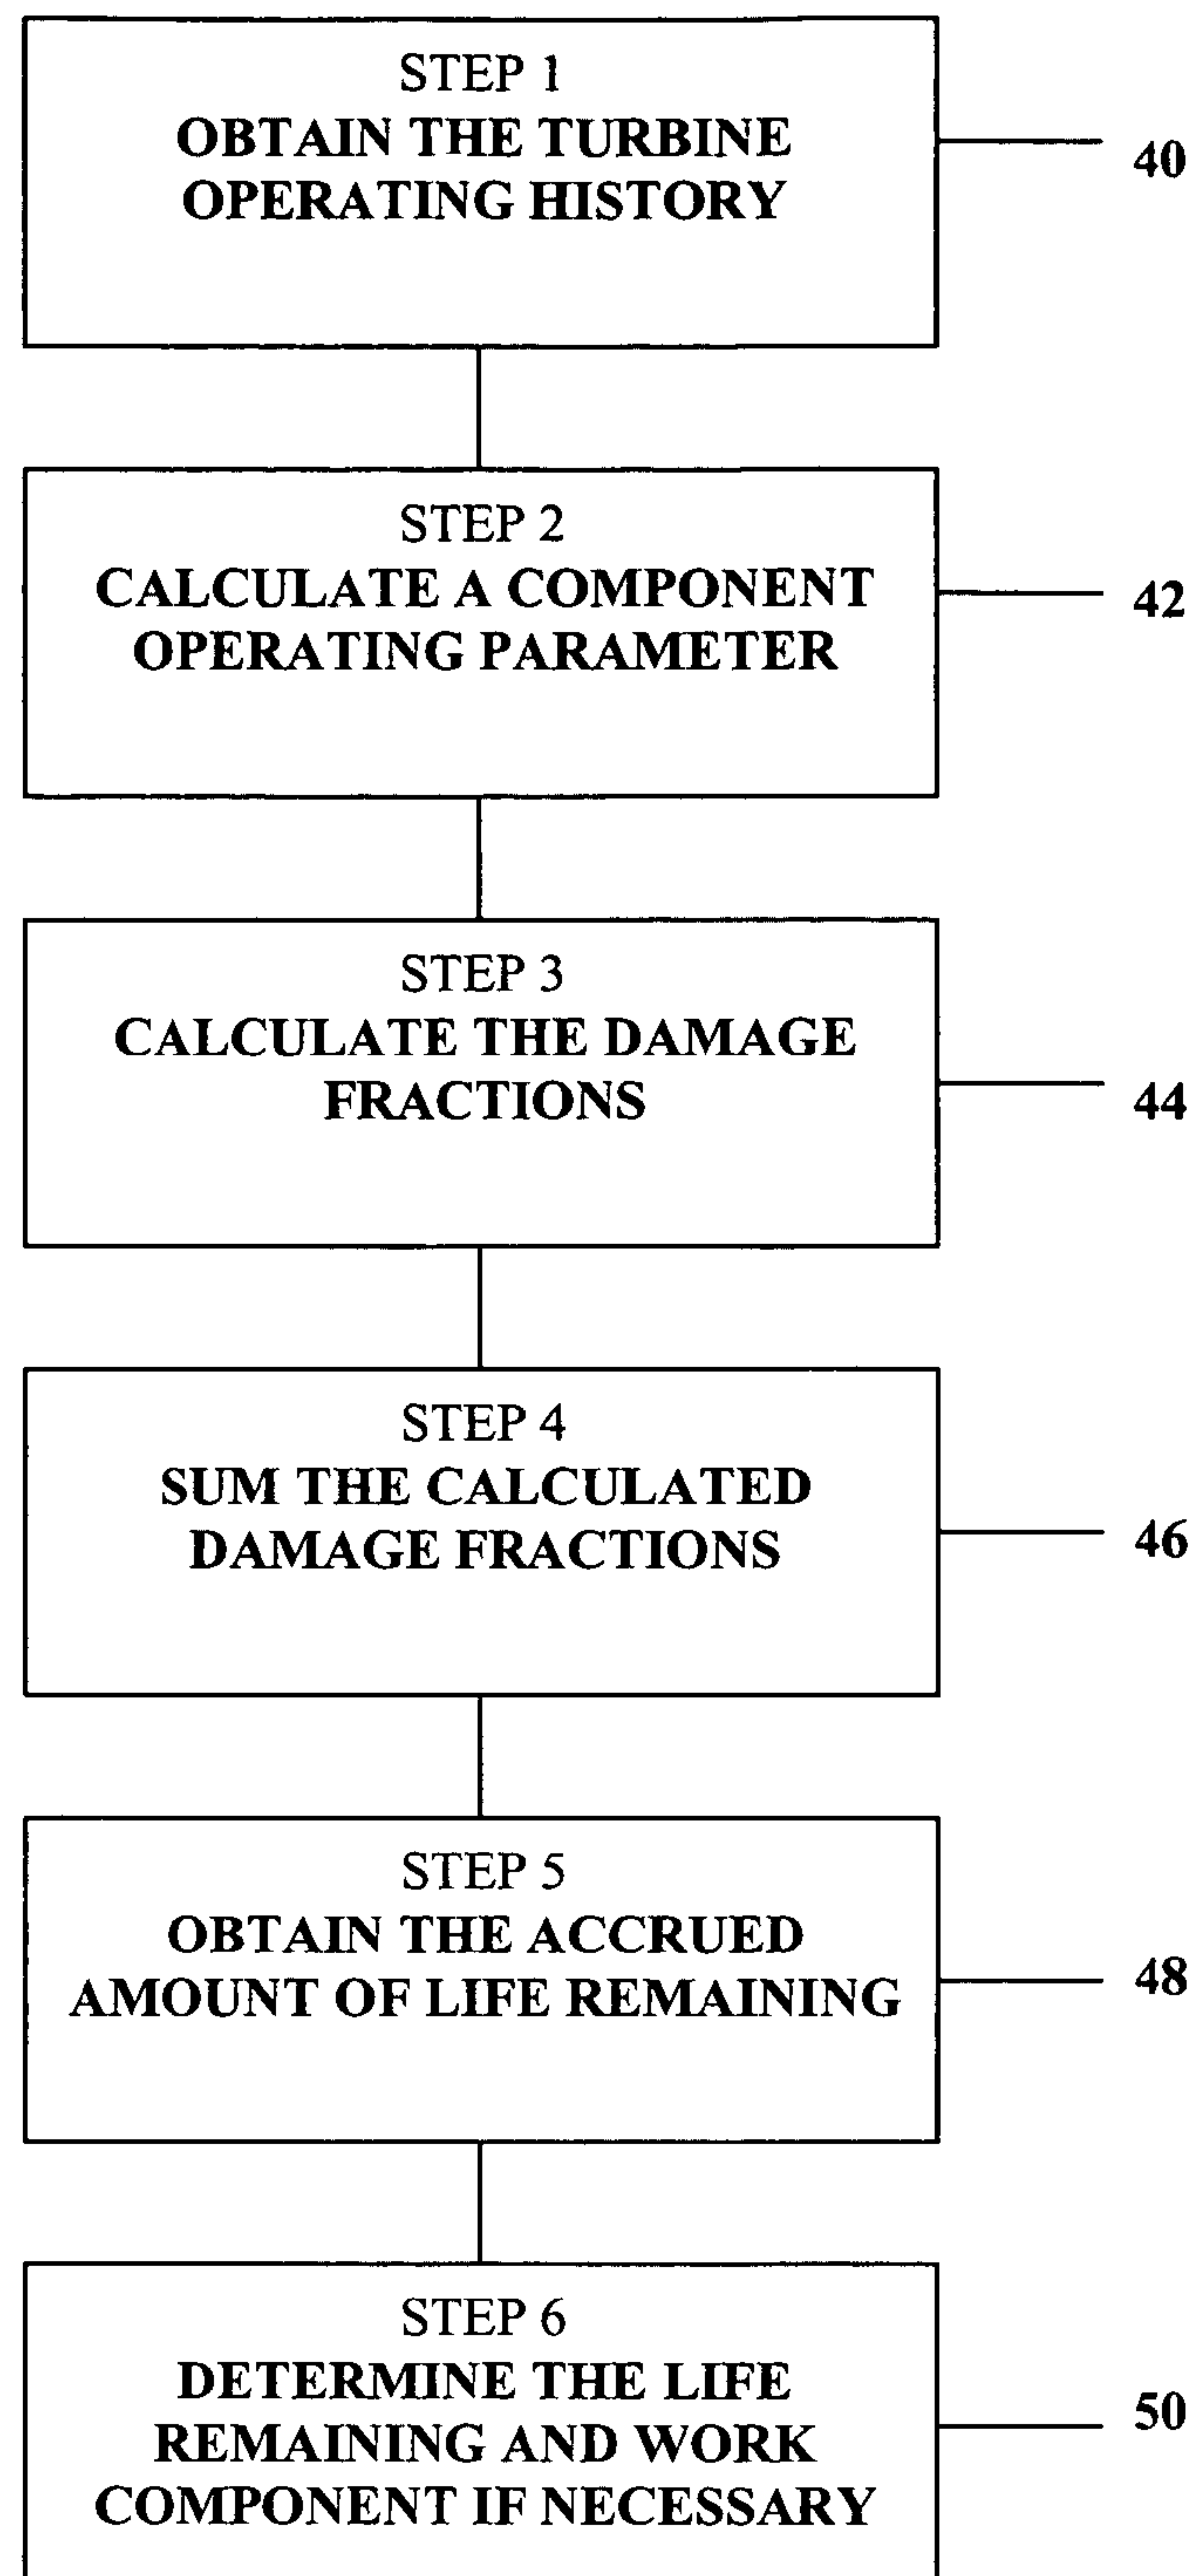 STEP 1
OBTAIN THE TURBINE
OPERATING HISTORY
40
STEP 2
CALCULATE A COMPONENT
OPERATING PARAMETER
42
STEP 3
CALCULATE THE DAMAGE
FRACTIONS
44
STEP 4
SUM THE CALCULATED
DAMAGE FRACTIONS
46
STEP 5
OBTAIN THE ACCRUED
AMOUNT OF LIFE REMAINING
48
STEP 6
DETERMINE THE LIFE
REMAINING AND WORK
COMPONENT IF NECESSARY
50